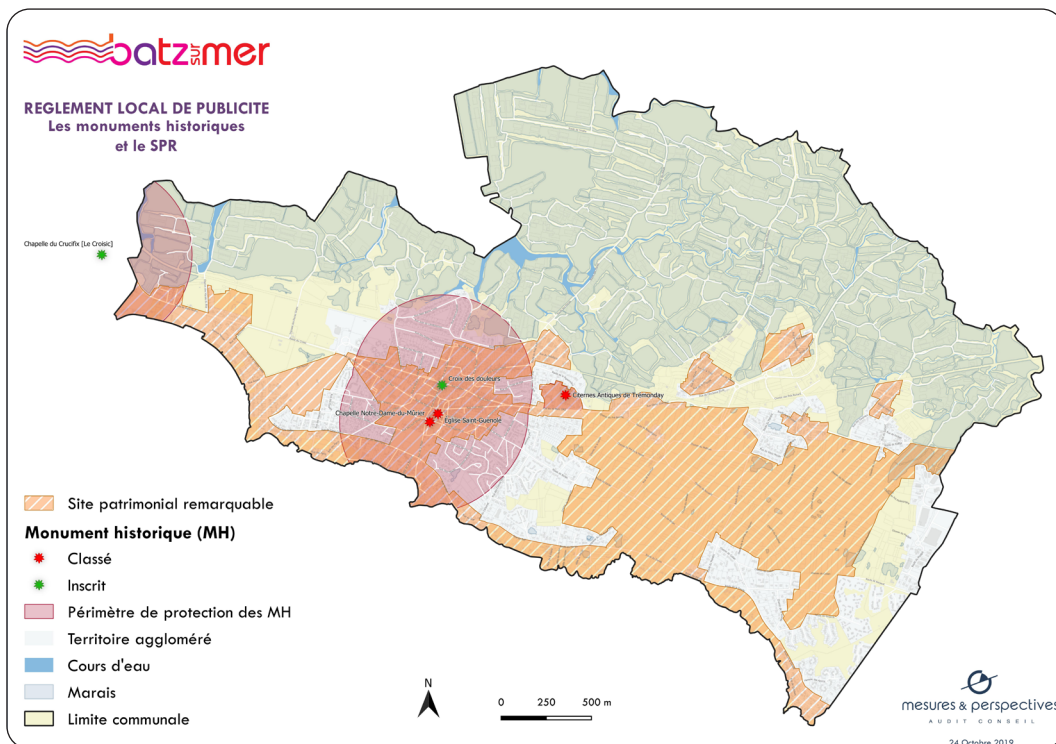 batz sur mer
REGLEMENT LOCAL DE PUBLICITE
Les monuments historiques
et le SPR
Chapelle du Crucifix [Le Croisic]
Croix des douleurs
Citernes Antiques de Trémonday
Chapelle Notre-Dame-du-Mûrier
Eglise Saint-Guénolé
Site patrimonial remarquable
Monument historique (MH)
Classé
Inscrit
Périmètre de protection des MH
Territoire aggloméré
Cours d'eau
Marais
Limite communale
N
0 250 500 m
mesures & perspectives
AUDIT CONSEIL
24 Octobre 2019